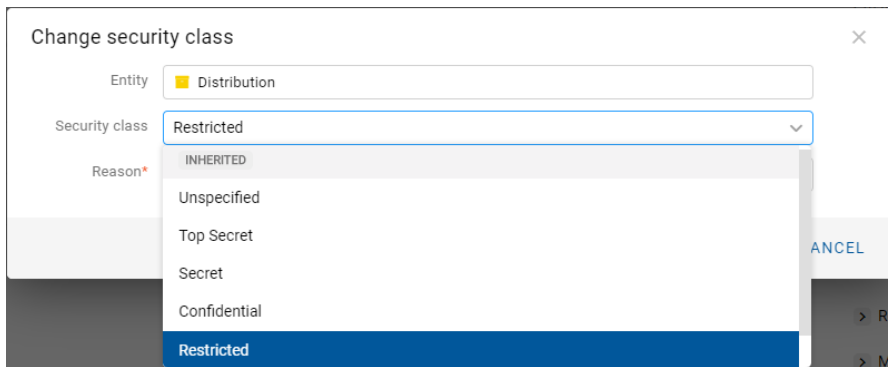 Change security class
Entity
Distribution
Security class
Restricted
INHERITED
Reason*
Unspecified
Top Secret
Secret
Confidential
Restricted
ANCEL
R
M